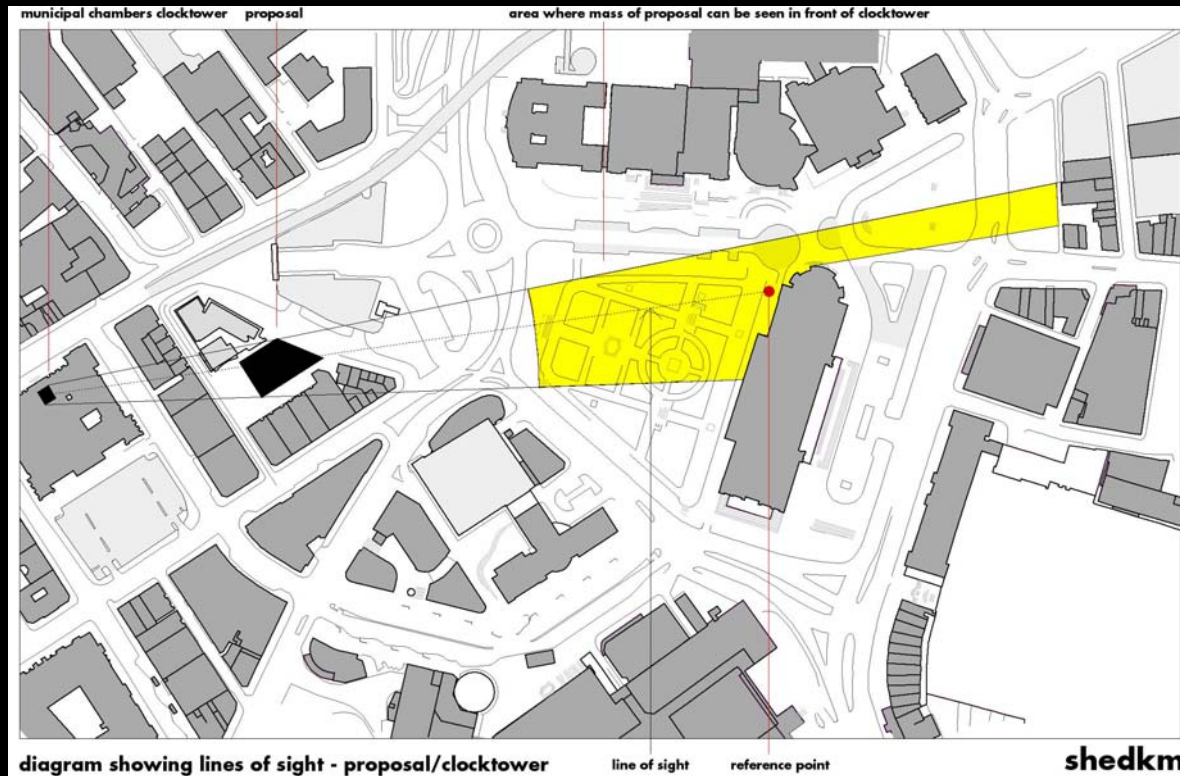 municipal chambers clocktower
proposal
area where mass of proposal can be seen in front of clocktower
diagram showing lines of sight - proposal/clocktower
line of sight
reference point
shedkm